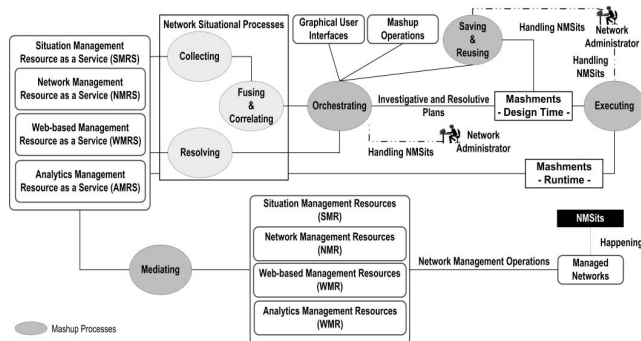 Network Situational Processes
Situation Management
Resource as a Service (SMRS)
Network Management
Resource as a Service (NMRS)
Web-based Management
Resource as a Service (WMRS)
Analytics Management
Resource as a Service (AMRS)
Collecting
Fusing
&
Correlating
Resolving
Graphical User
Interfaces
Mashup
Operations
Saving
&
Reusing
Handling NMSits
Network
Administrator
Handling
NMSits
Orchestrating
Investigative and Resolutive
Plans
Mashments
- Design Time -
Executing
Handling NMSits
Network
Administrator
Mashments
- Runtime -
Mediating
Situation Management Resources
(SMR)
Network Management Resources
(NMR)
Web-based Management Resources
(WMR)
Analytics Management Resources
(WMR)
Network Management Operations
NMSits
Happening
Managed
Networks
Mashup Processes